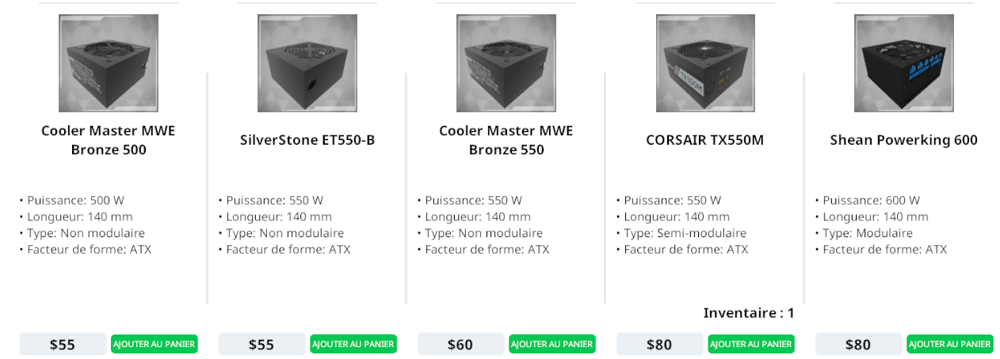 Cooler Master MWE
Bronze 500
• Puissance: 500 W
• Longueur: 140 mm
• Type: Non modulaire
• Facteur de forme: ATX
$55
AJOUTER AU PANIER
SilverStone ET550-B
• Puissance: 550 W
• Longueur: 140 mm
• Type: Non modulaire
• Facteur de forme: ATX
$55
AJOUTER AU PANIER
Cooler Master MWE
Bronze 550
• Puissance: 550 W
• Longueur: 140 mm
• Type: Non modulaire
• Facteur de forme: ATX
$60
AJOUTER AU PANIER
TX550M
CORSAIR TX550M
• Puissance: 550 W
• Longueur: 140 mm
• Type: Semi-modulaire
• Facteur de forme: ATX
Inventaire : 1
$80
AJOUTER AU PANIER
Shean Powerking 600
• Puissance: 600 W
• Longueur: 140 mm
• Type: Modulaire
• Facteur de forme: ATX
$80
AJOUTER AU PANIER